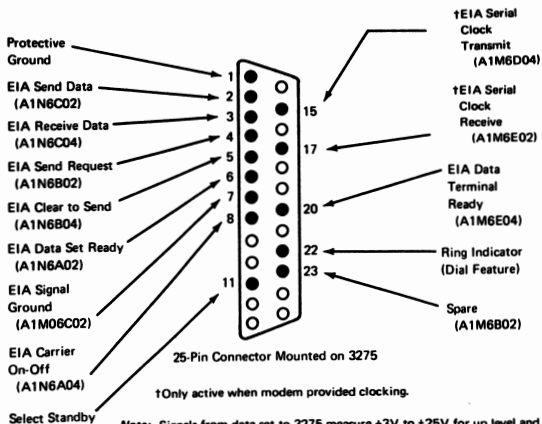 Protective
Ground
EIA Send Data
(A1N6C02)
EIA Receive Data
(A1N6C04)
EIA Send Request
(A1N6B02)
EIA Clear to Send
(A1N6B04)
EIA Data Set Ready
(A1N6A02)
EIA Signal
Ground
(A1M06C02)
EIA Carrier
On-Off
(A1N6A04)
Select Standby
1
2
3
4
5
6
7
8
11
15
17
20
22
23
†EIA Serial
Clock
Transmit
(A1M6D04)
†EIA Serial
Clock
Receive
(A1M6E02)
EIA Data
Terminal
Ready
(A1M6E04)
Ring Indicator
(Dial Feature)
Spare
(A1M6B02)
25-Pin Connector Mounted on 3275
†Only active when modem provided clocking.
Note: Signals from data set to 3275 measure +3V to +25V for up level and